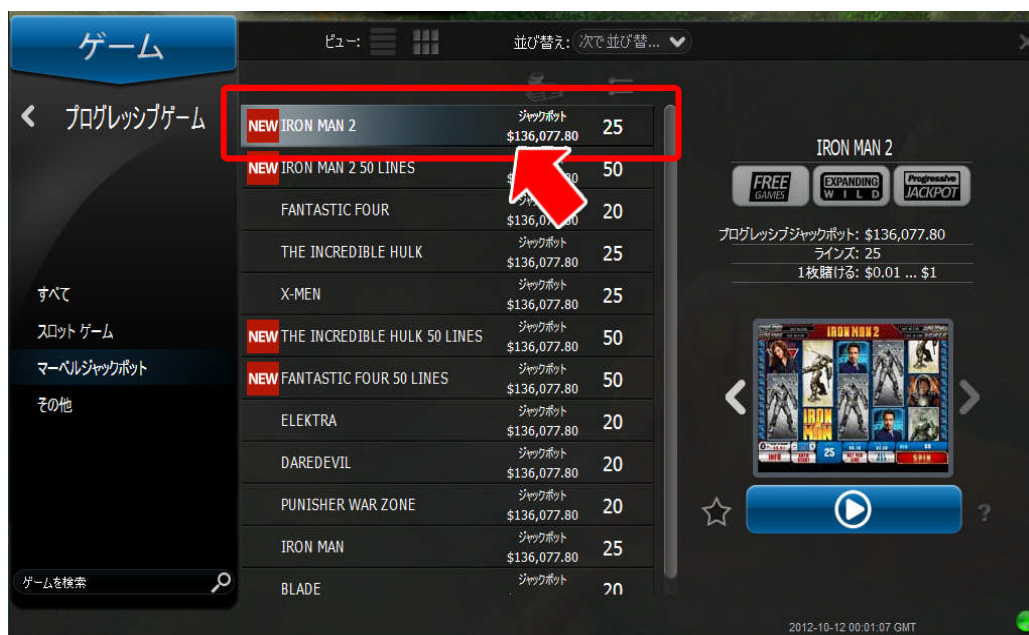 ゲーム
ビュー:
並び替え: 次で並び替...
プログレッシブゲーム
すべて
スロット ゲーム
マーベルジャックポット
その他
ゲームを検索
NEW IRON MAN 2 ジャックポット $136,077.80 25
NEW IRON MAN 2 50 LINES 50
FANTASTIC FOUR 20
THE INCREDIBLE HULK ジャックポット $136,077.80 25
X-MEN ジャックポット $136,077.80 25
NEW THE INCREDIBLE HULK 50 LINES ジャックポット $136,077.80 50
NEW FANTASTIC FOUR 50 LINES ジャックポット $136,077.80 50
ELEKTRA ジャックポット $136,077.80 20
DAREDEVIL ジャックポット $136,077.80 20
PUNISHER WAR ZONE ジャックポット $136,077.80 20
IRON MAN ジャックポット $136,077.80 25
BLADE ジャックポット 20
IRON MAN 2
FREE GAMES
EXPANDING WILD
Progressive JACKPOT
プログレッシブジャックポット: $136,077.80
ラインズ: 25
1枚賭ける: $0.01 ... $1
IRON MAN 2
IRON MAN
INFO
25
SPIN
?
2012-10-12 00:01:07 GMT